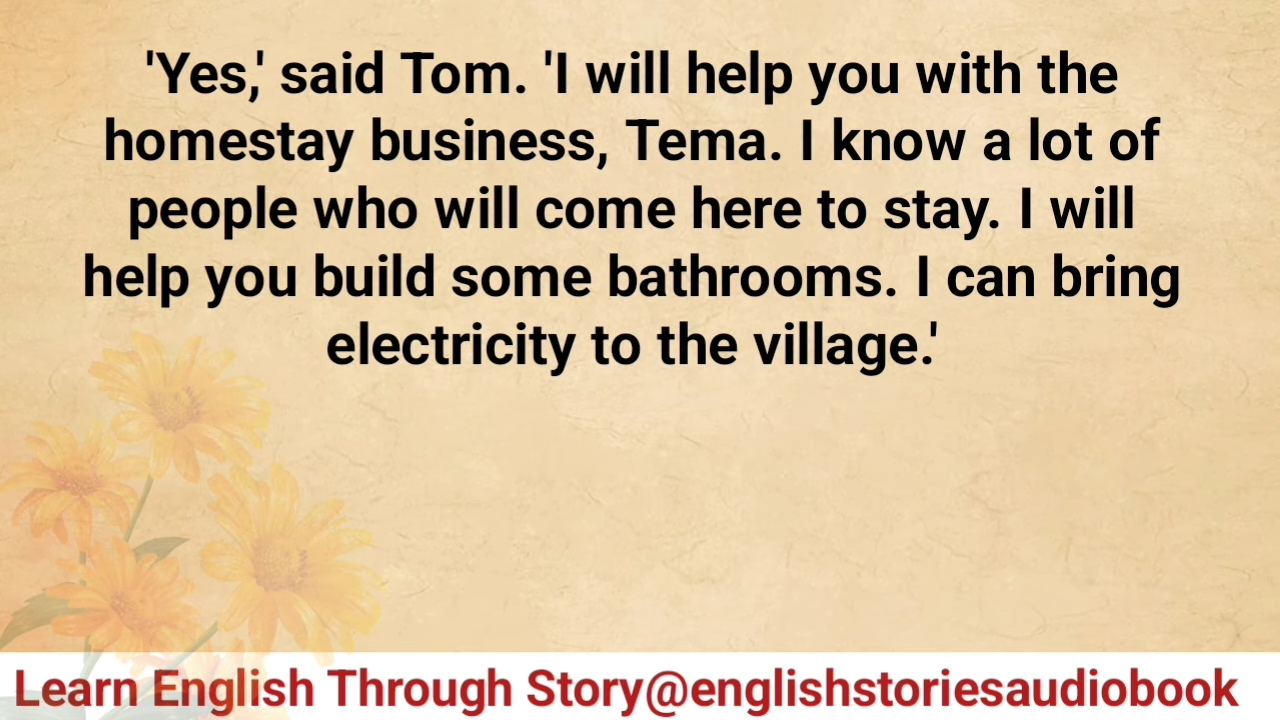 'Yes,' said Tom. 'I will help you with the
homestay business, Tema. I know a lot of
people who will come here to stay. I will
help you build some bathrooms. I can bring
electricity to the village.'
Learn English Through Story@englishstoriesaudiobook